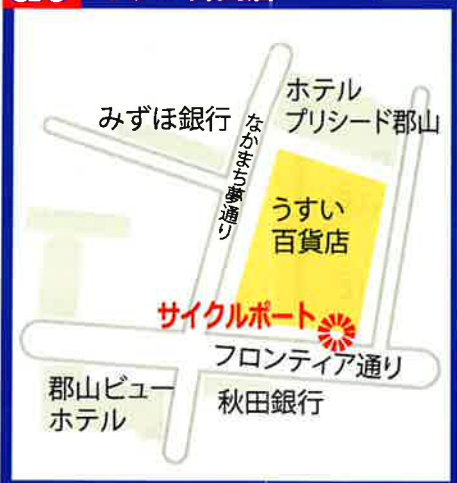 ホテル
プリシード郡山
みずほ銀行
なかまち夢通り
うすい
百貨店
サイクルポート
フロンティア通り
郡山ビュー
ホテル
秋田銀行